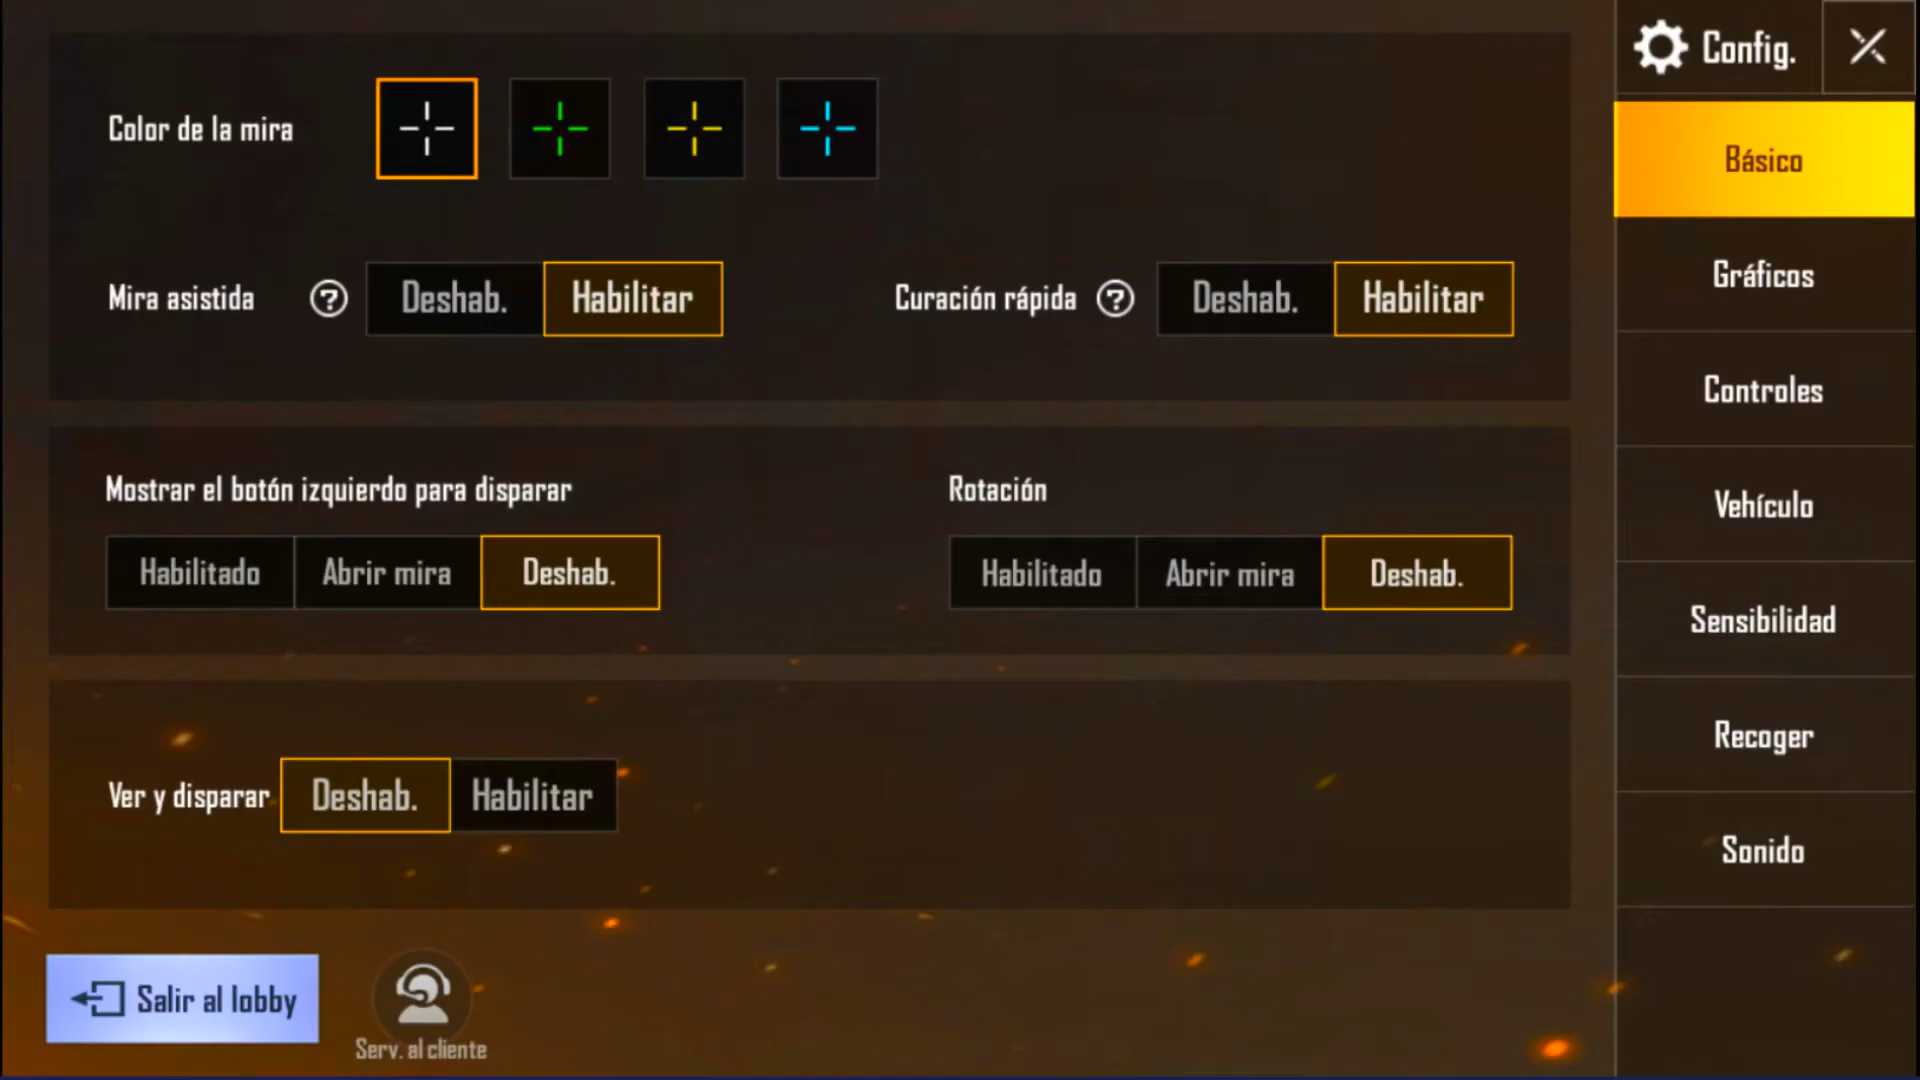 Config.
Color de la mira
Básico
Mira asistida ? Deshab. Habilitar Curación rápida ? Deshab. Habilitar
Gráficos
Controles
Mostrar el botón izquierdo para disparar Rotación
Habilitado Abrir mira Deshab. Habilitado Abrir mira Deshab.
Vehículo
Sensibilidad
Recoger
Ver y disparar Deshab. Habilitar
Sonido
Salir al lobby
Serv. al cliente